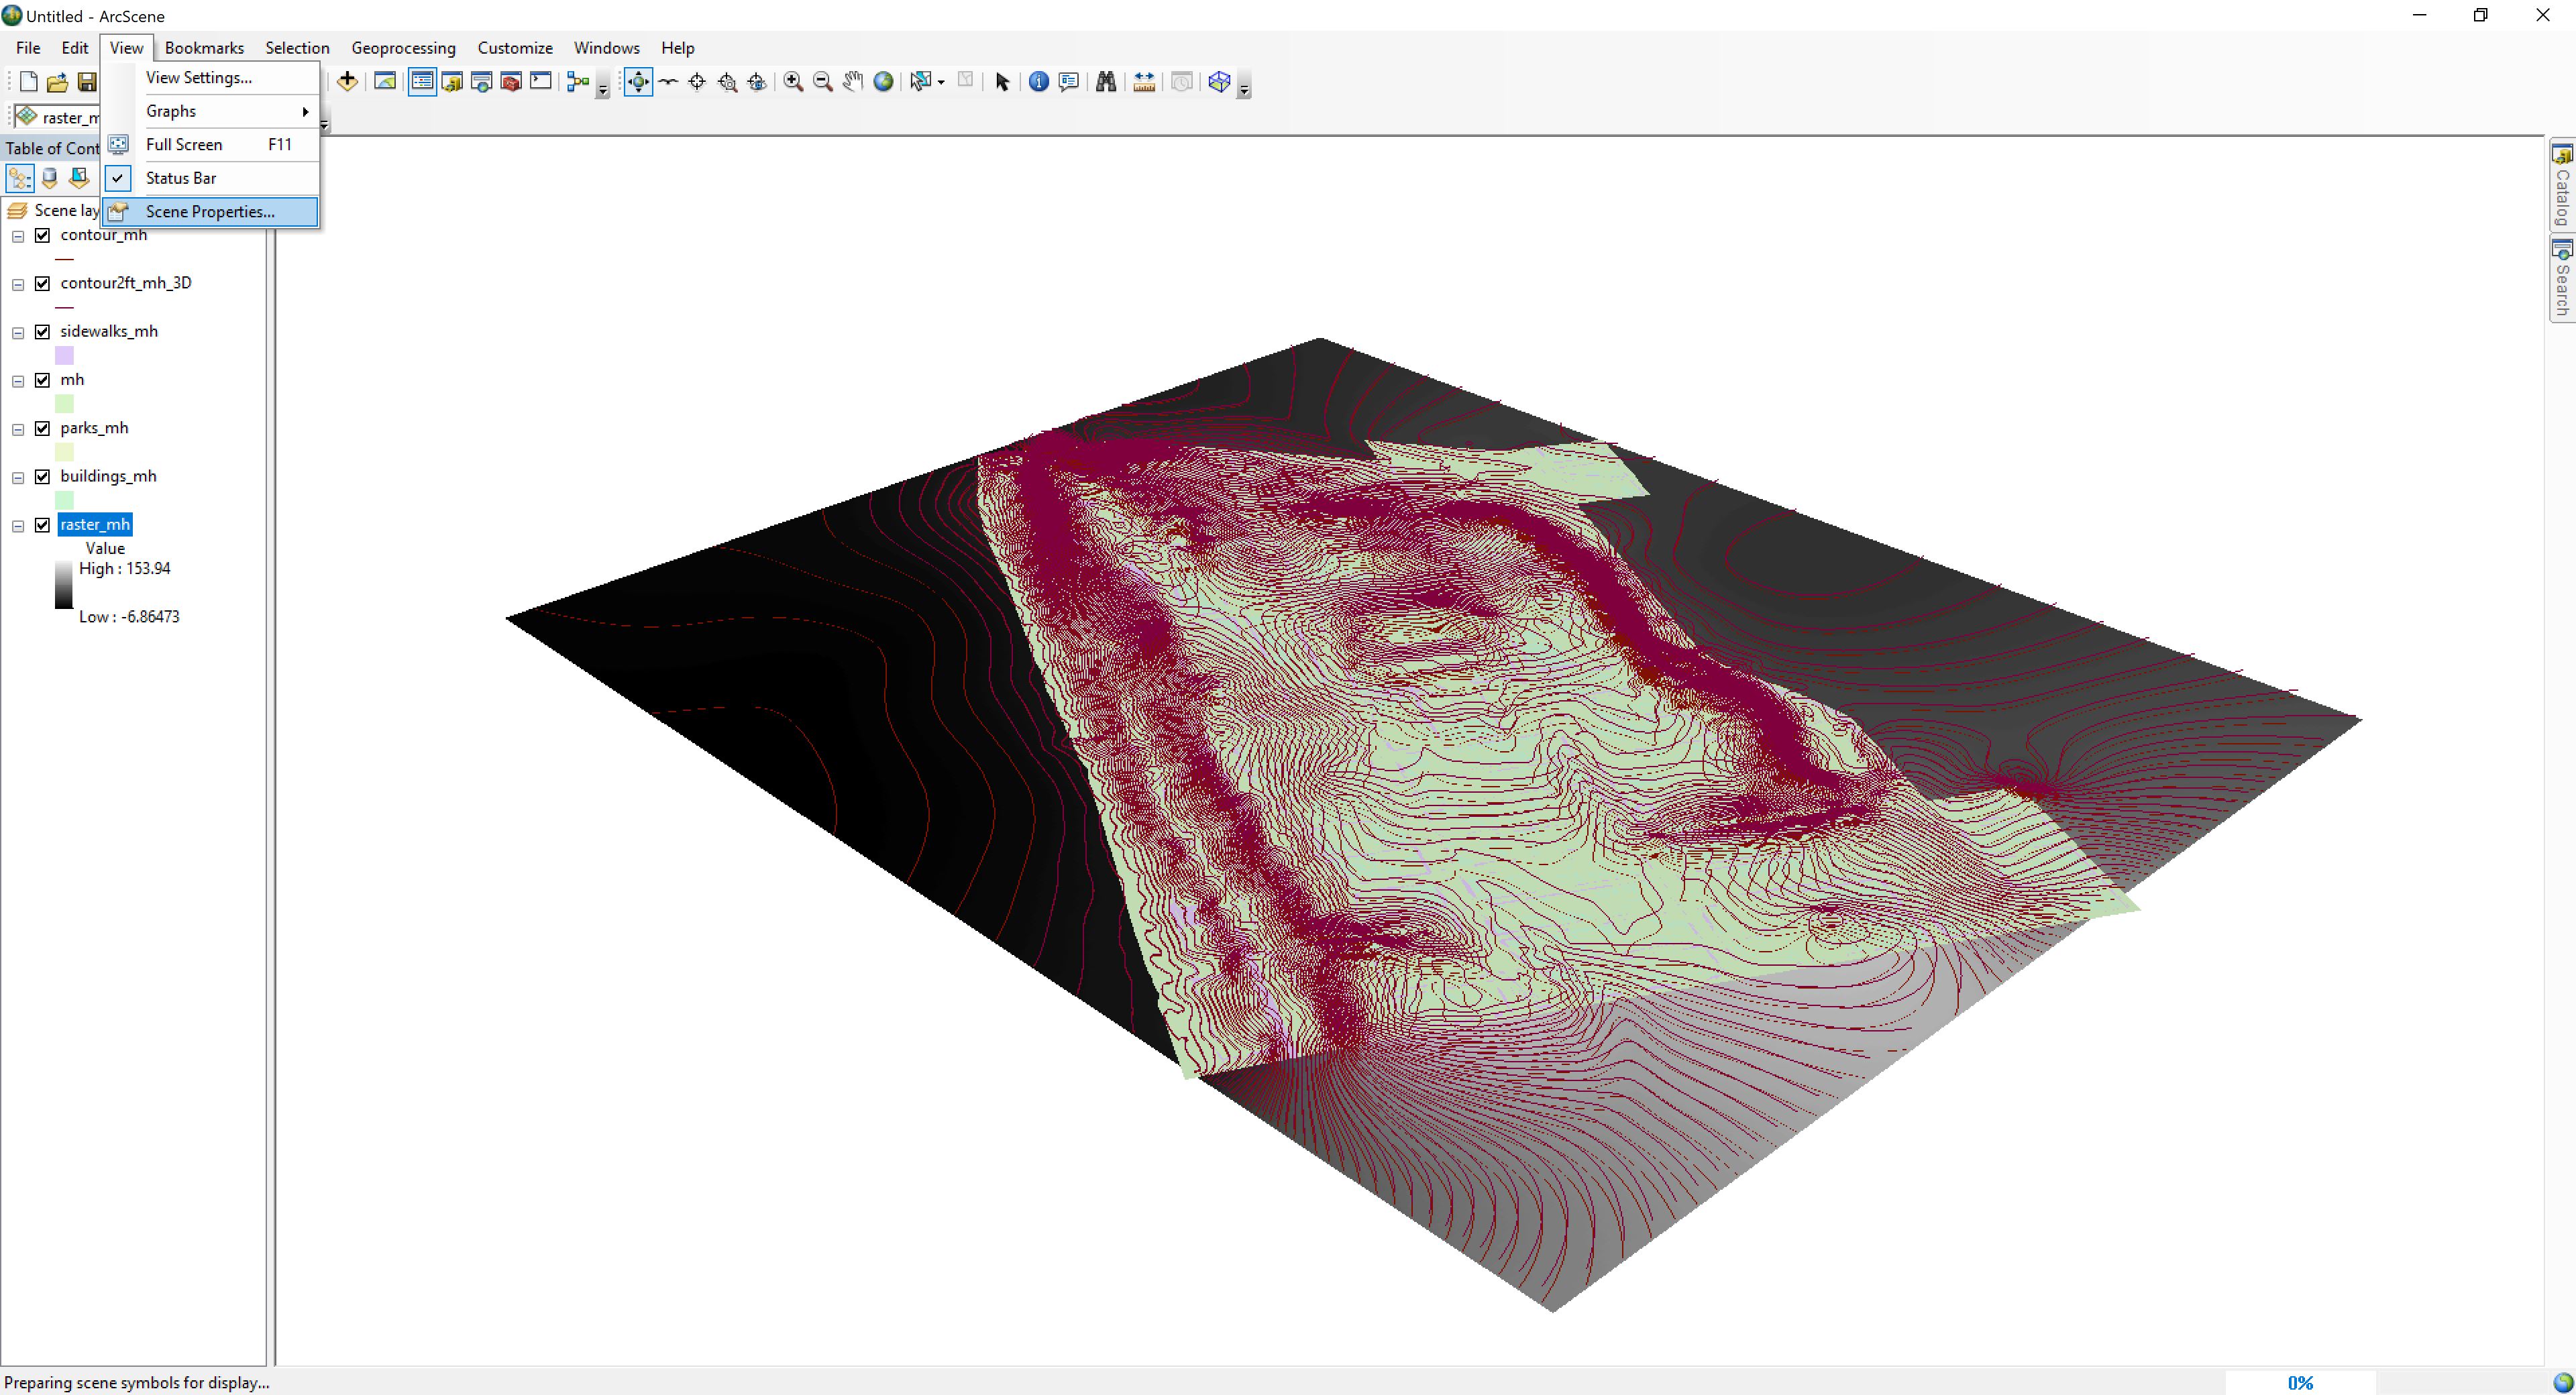 Untitled - ArcScene
File Edit View Bookmarks Selection Geoprocessing Customize Windows Help
View Settings...
Graphs
Full Screen F11
Status Bar
Scene Properties...
raster_m
Table of Cont
Scene lay
contour_mh
contour2ft_mh_3D
sidewalks_mh
mh
parks_mh
buildings_mh
raster_mh
Value
High : 153.94
Low : -6.86473
Catalog
Search
Preparing scene symbols for display...
0%